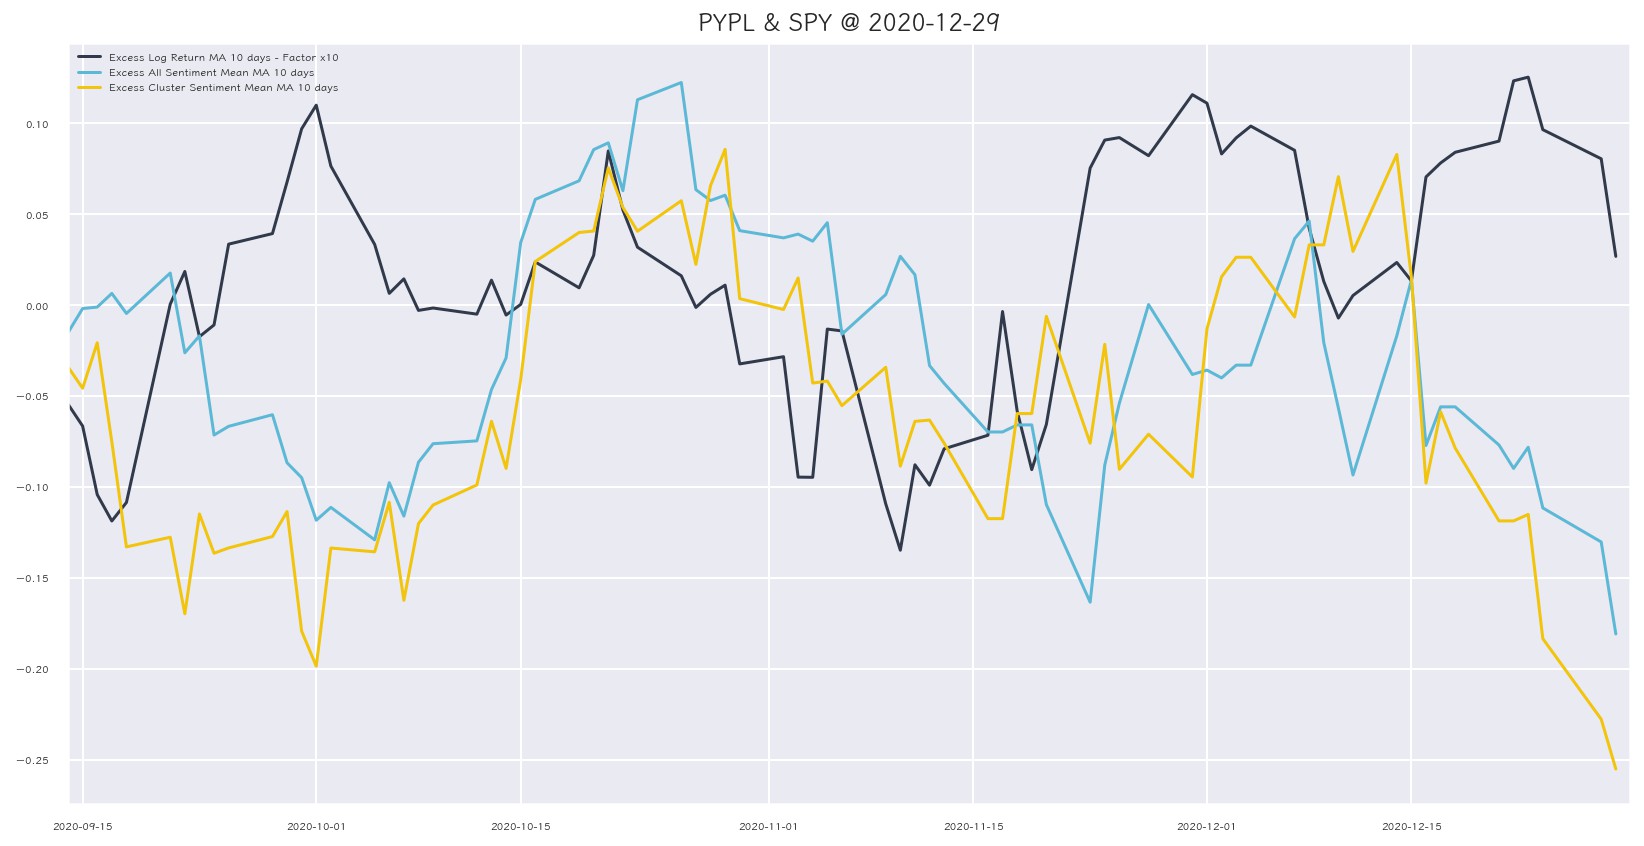 PYPL & SPY @ 2020-12-29
Excess Log Return MA 10 days - Factor x10
Excess All Sentiment Mean MA 10 days
Excess Cluster Sentiment Mean MA 10 days
0.10
0.05
0.00
−0.05
−0.10
−0.15
−0.20
−0.25
2020-09-15 2020-10-01 2020-10-15 2020-11-01 2020-11-15 2020-12-01 2020-12-15